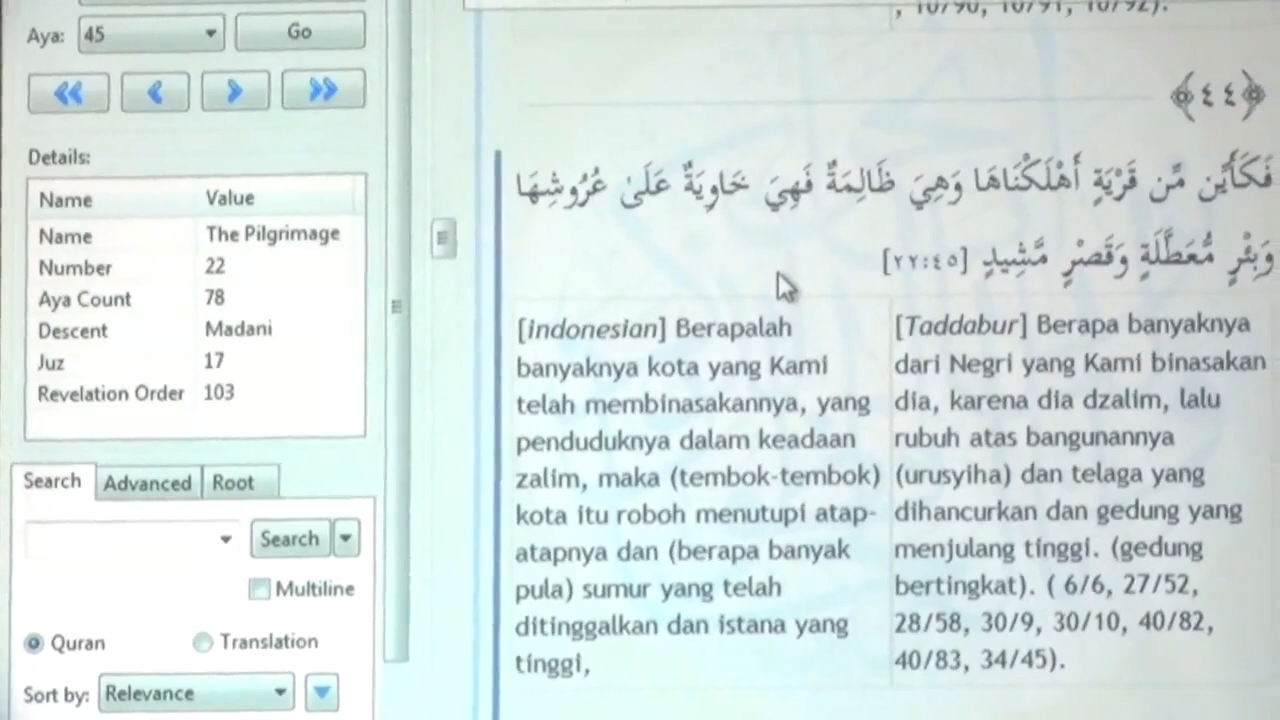 Aya: 45 Go
Details:
Name Value
Name The Pilgrimage
Number 22
Aya Count 78
Descent Madani
Juz 17
Revelation Order 103
Search Advanced Root
Search
Multiline
Quran Translation
Sort by: Relevance
, 10/90, 10/91, 10/92).
﴿٤٤﴾
فَكَأَيِّن مِّن قَرْيَةٍ أَهْلَكْنَاهَا وَهِيَ ظَالِمَةٌ فَهِيَ خَاوِيَةٌ عَلَىٰ عُرُوشِهَا
وَبِئْرٍ مُّعَطَّلَةٍ وَقَصْرٍ مَّشِيدٍ [٢٢:٤٥]
[indonesian] Berapalah
banyaknya kota yang Kami
telah membinasakannya, yang
penduduknya dalam keadaan
zalim, maka (tembok-tembok)
kota itu roboh menutupi atap-
atapnya dan (berapa banyak
pula) sumur yang telah
ditinggalkan dan istana yang
tinggi,
[Taddabur] Berapa banyaknya
dari Negri yang Kami binasakan
dia, karena dia dzalim, lalu
rubuh atas bangunannya
(urusyiha) dan telaga yang
dihancurkan dan gedung yang
menjulang tinggi. (gedung
bertingkat). ( 6/6, 27/52,
28/58, 30/9, 30/10, 40/82,
40/83, 34/45).